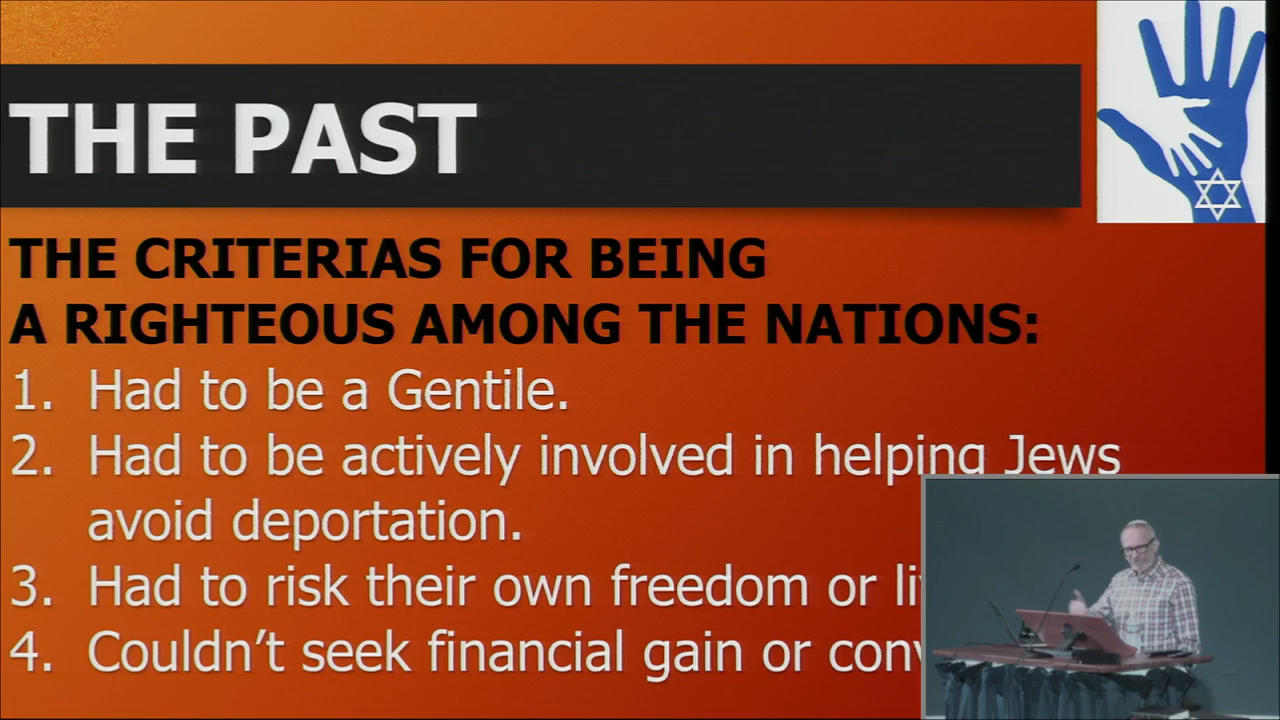 THE PAST
THE CRITERIAS FOR BEING
A RIGHTEOUS AMONG THE NATIONS:
1. Had to be a Gentile.
2. Had to be actively involved in helping Jews
avoid deportation.
3. Had to risk their own freedom or
4. Couldn’t seek financial gain or